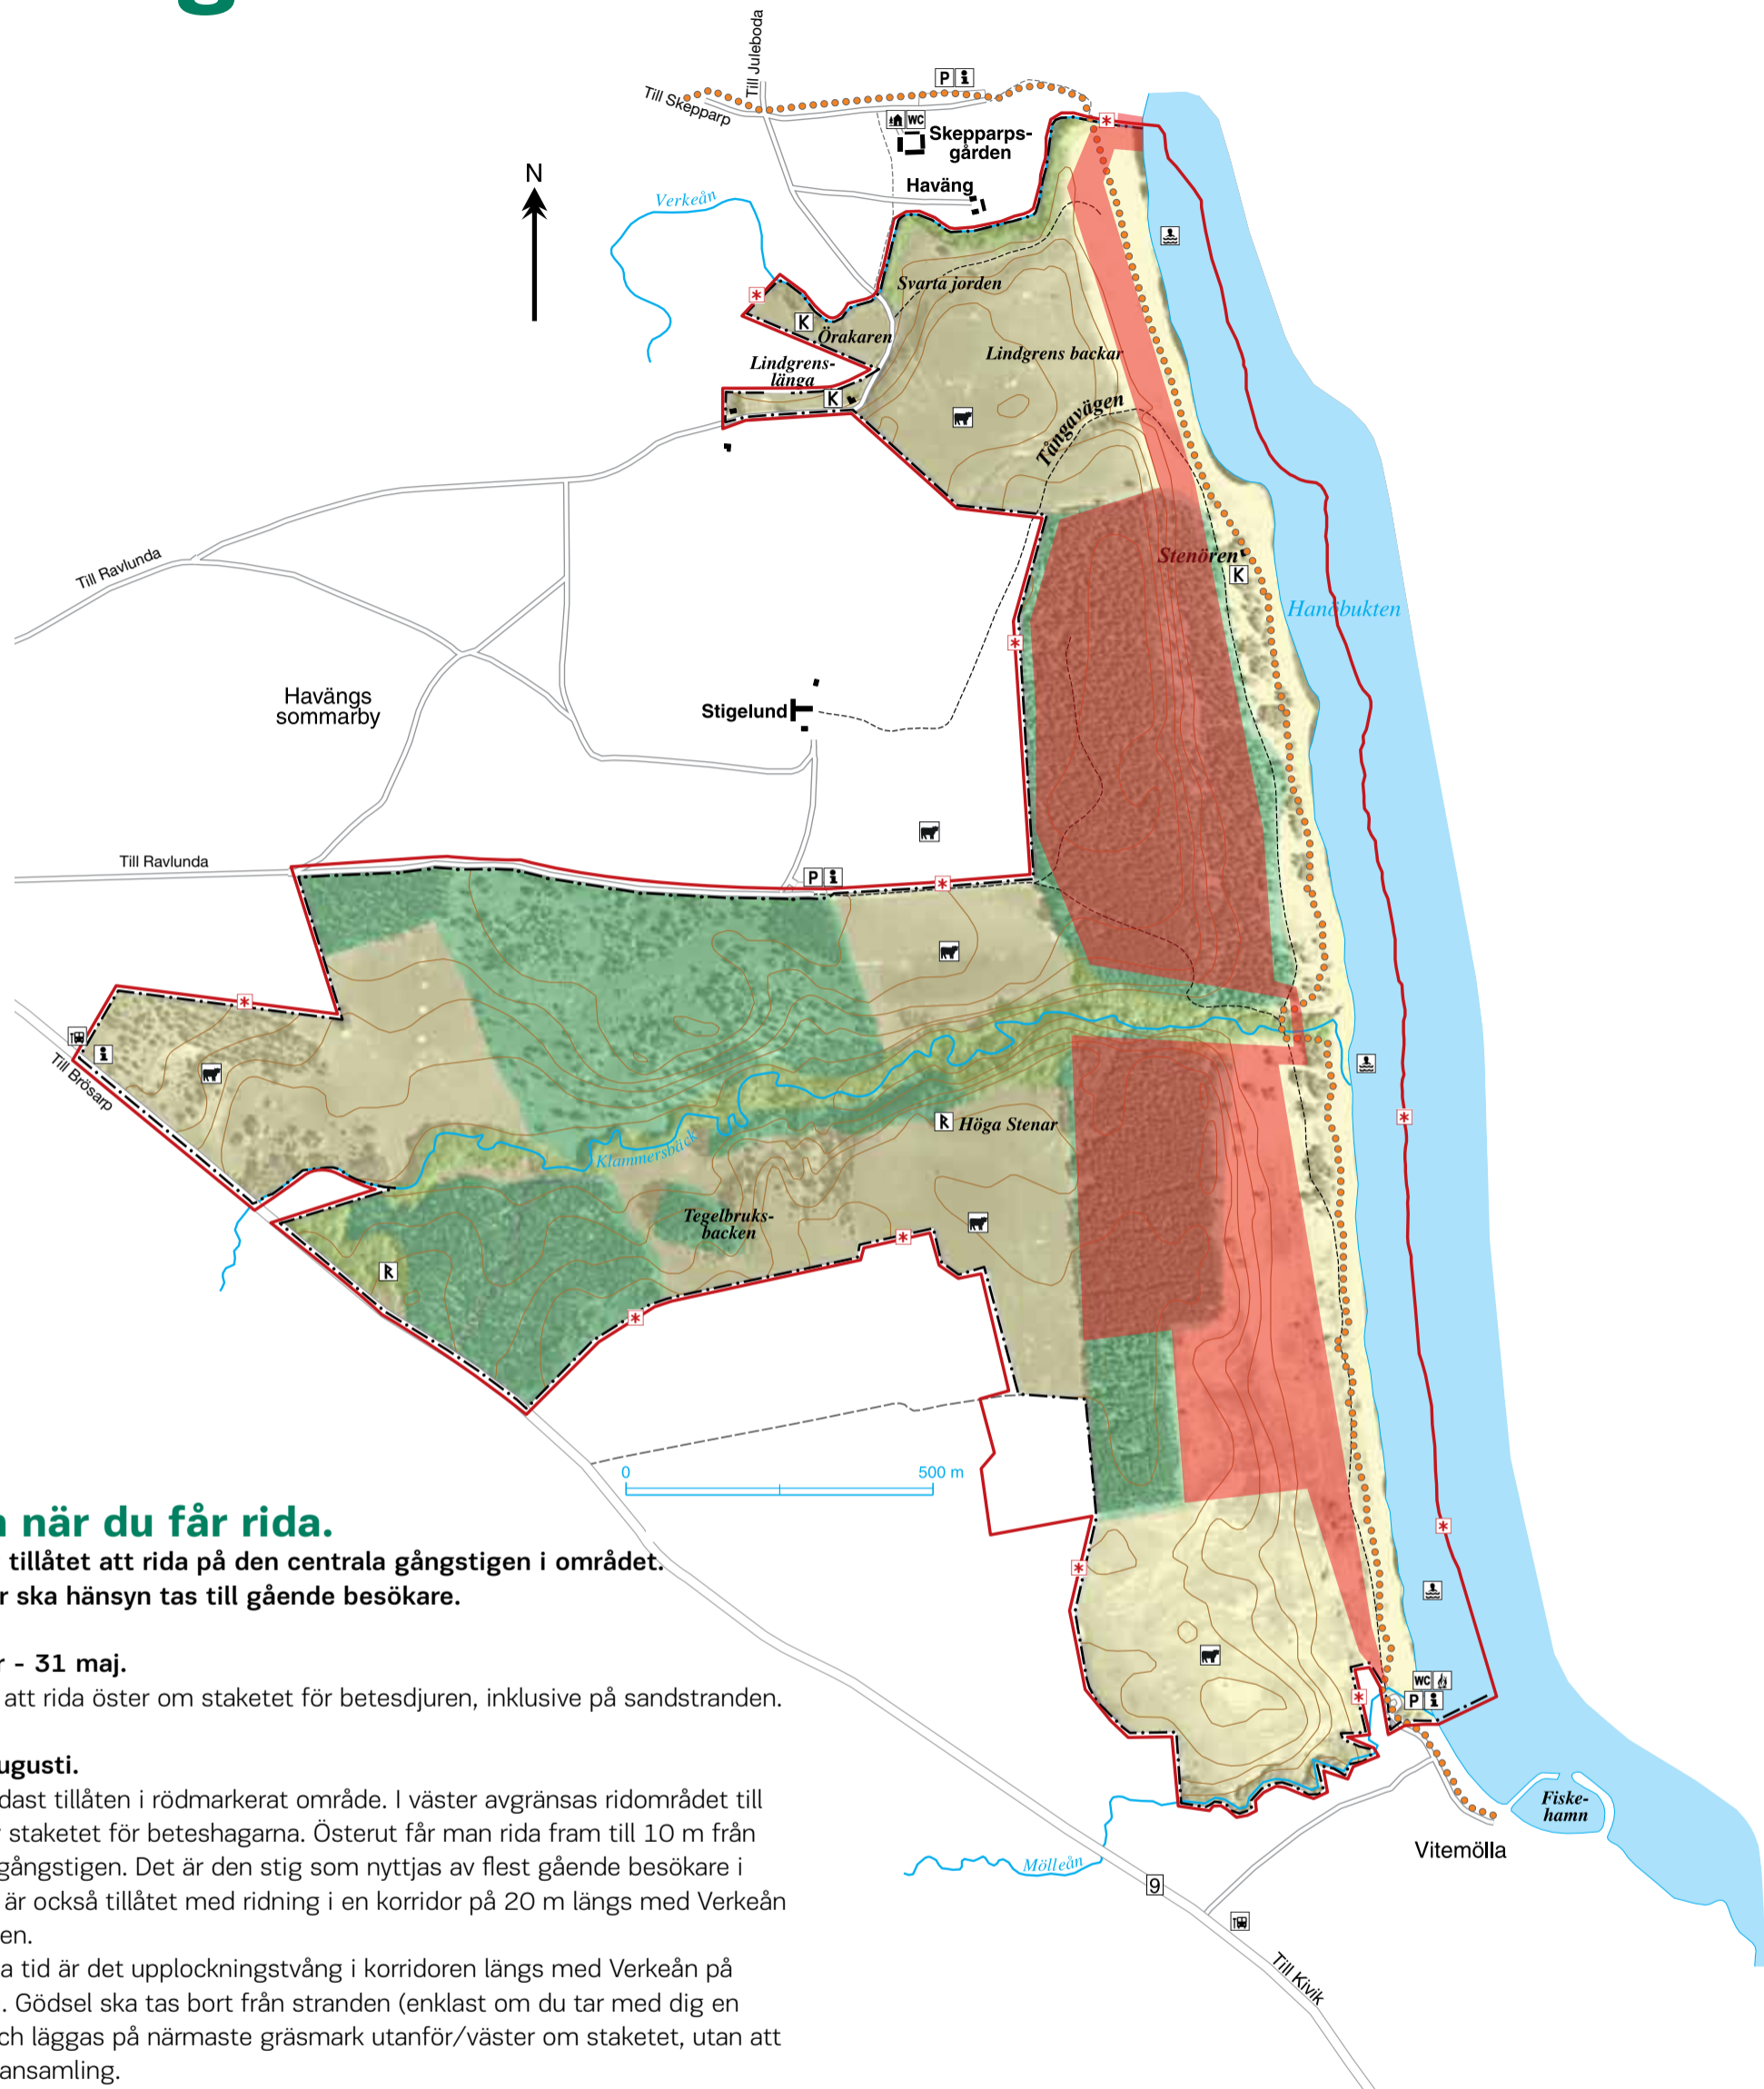 g
Till Juleboda
Till Skepparp
P i
WC
Skepparps-
gården
Haväng
N
Verkeån
Svarta jorden
K
Örakaren
Lindgrens backar
Lindgrens-
länga
K
Tångavägen
Stenören
K
Hanöbukten
Till Ravlunda
Havängs
sommarby
Stigelund
Till Ravlunda
P i
i
Till Brösarp
R
Höga Stenar
Klammersbäck
Tegelbruks-
backen
R
0 500 m
n när du får rida.
tillåtet att rida på den centrala gångstigen i området.
r ska hänsyn tas till gående besökare.
r - 31 maj.
att rida öster om staketet för betesdjuren, inklusive på sandstranden.
ugusti.
dast tillåten i rödmarkerat område. I väster avgränsas ridområdet till
staketet för beteshagarna. Österut får man rida fram till 10 m från
gångstigen. Det är den stig som nyttjas av flest gående besökare i
är också tillåtet med ridning i en korridor på 20 m längs med Verkeån
en.
a tid är det upplockningstvång i korridoren längs med Verkeån på
. Gödsel ska tas bort från stranden (enklast om du tar med dig en
ch läggas på närmaste gräsmark utanför/väster om staketet, utan att
ansamling.
WC
P i
Fiske-
hamn
Vitemölla
Mölleån
9
Till Kivik